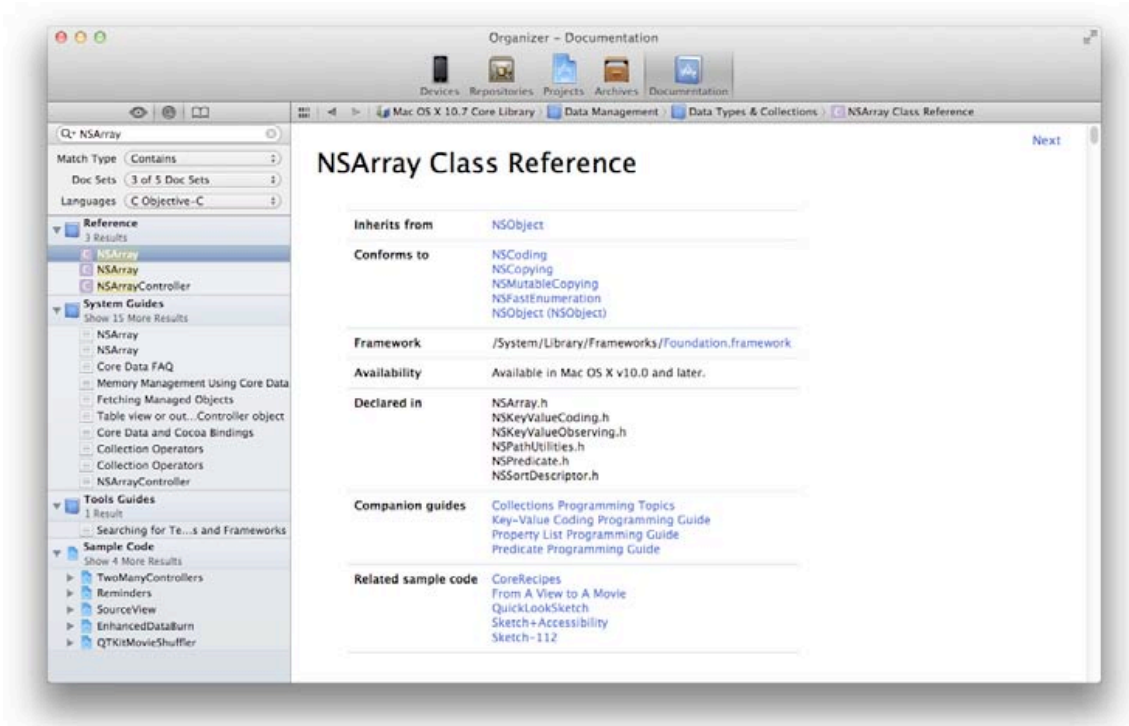 Organizer – Documentation
Devices Repositories Projects Archives Documentation
Mac OS X 10.7 Core Library Data Management Data Types & Collections NSArray Class Reference
NSArray
Match Type Contains
Doc Sets 3 of 5 Doc Sets
Languages C Objective-C
Reference
3 Results
NSArray
NSArray
NSArrayController
System Guides
Show 15 More Results
NSArray
NSArray
Core Data FAQ
Memory Management Using Core Data
Fetching Managed Objects
Table view or out...Controller object
Core Data and Cocoa Bindings
Collection Operators
Collection Operators
NSArrayController
Tools Guides
1 Result
Searching for Te...s and Frameworks
Sample Code
Show 4 More Results
TwoManyControllers
Reminders
SourceView
EnhancedDataBurn
QTKitMovieShuffler
Next
NSArray Class Reference
Inherits from NSObject
Conforms to NSCoding
NSCopying
NSMutableCopying
NSFastEnumeration
NSObject (NSObject)
Framework /System/Library/Frameworks/Foundation.framework
Availability Available in Mac OS X v10.0 and later.
Declared in NSArray.h
NSKeyValueCoding.h
NSKeyValueObserving.h
NSPathUtilities.h
NSPredicate.h
NSSortDescriptor.h
Companion guides Collections Programming Topics
Key-Value Coding Programming Guide
Property List Programming Guide
Predicate Programming Guide
Related sample code CoreRecipes
From A View to A Movie
QuickLookSketch
Sketch+Accessibility
Sketch-112